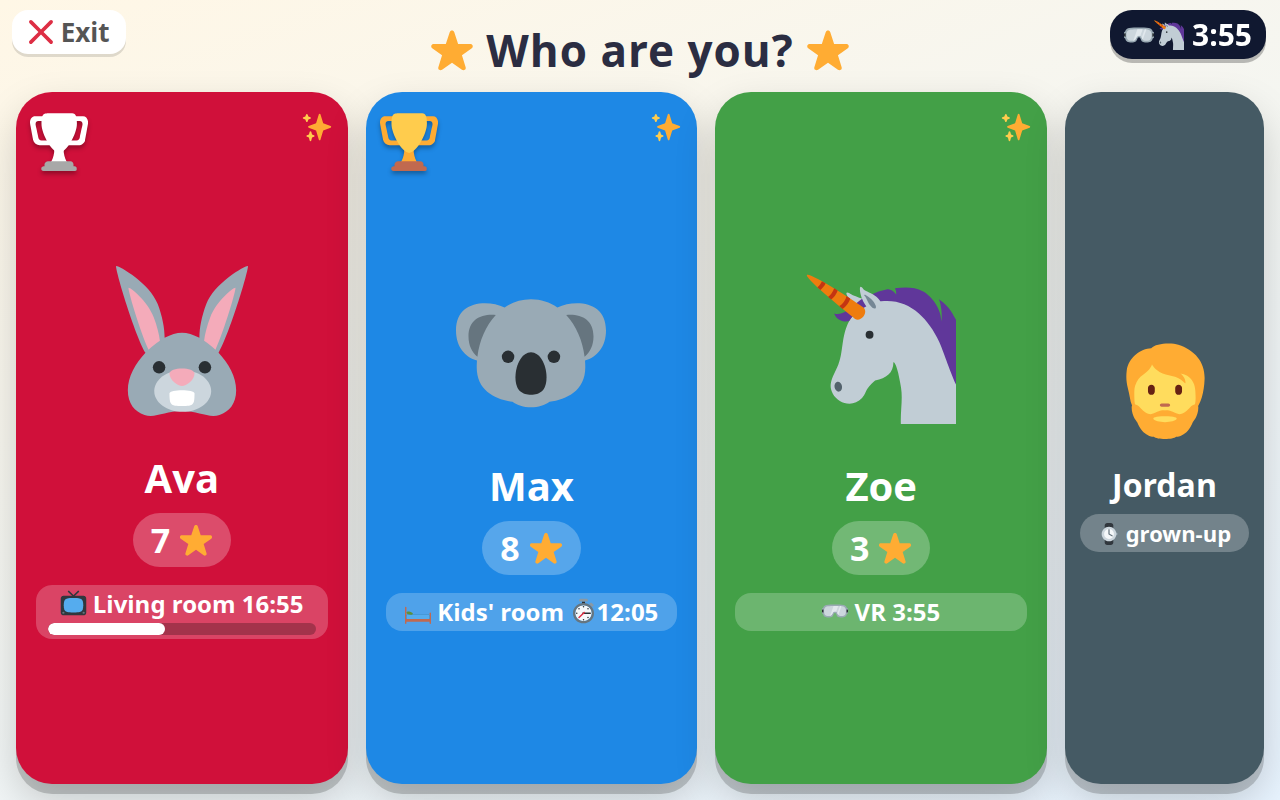 Exit
Who are you?
3:55
Ava
7
Living room 16:55
Max
8
Kids' room 12:05
Zoe
3
VR 3:55
Jordan
grown-up